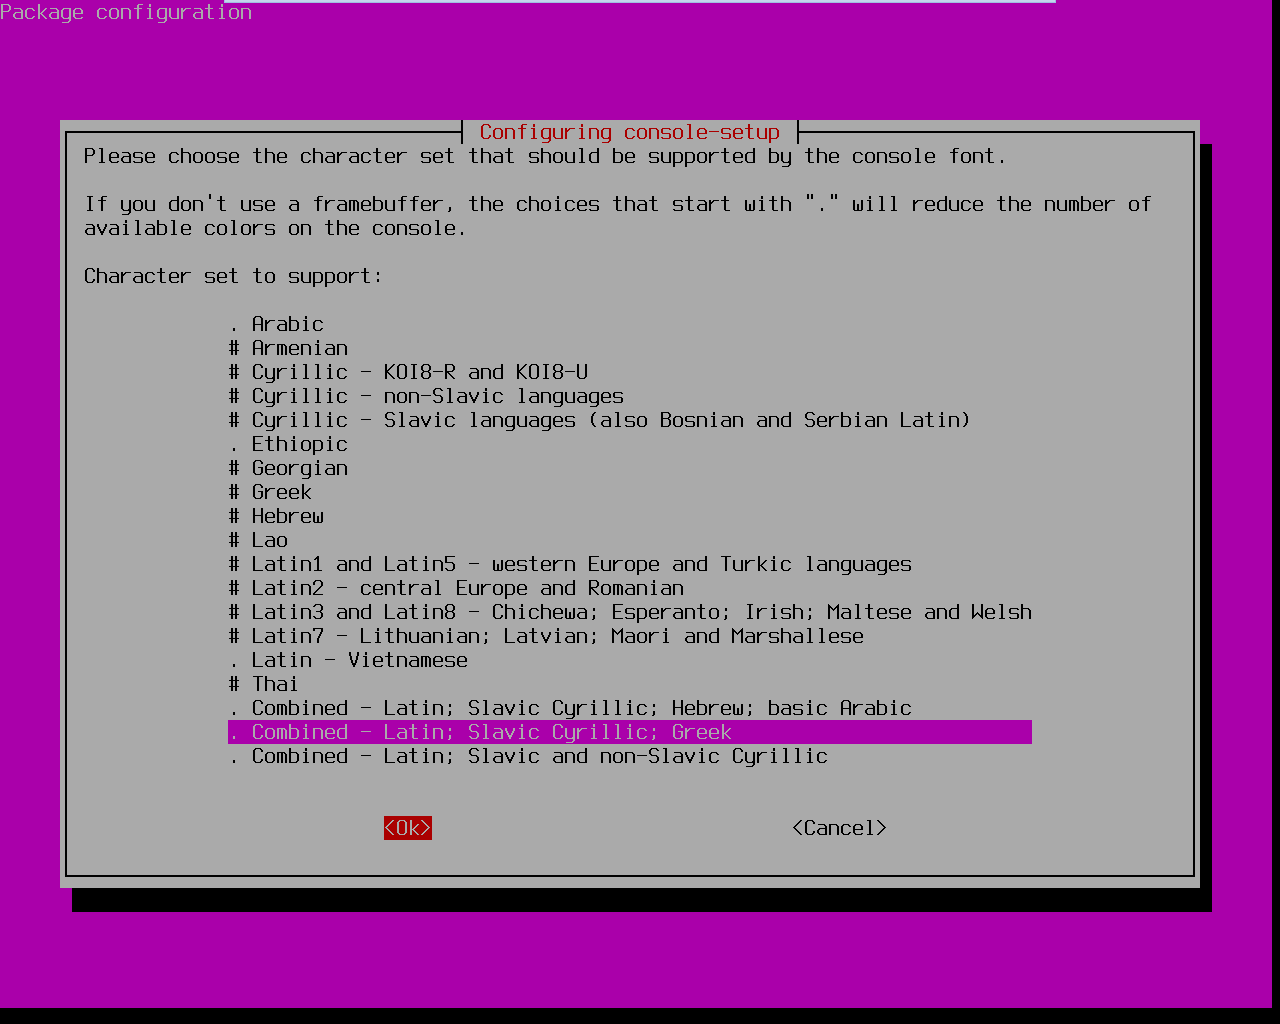 Package configuration
Configuring console-setup
Please choose the character set that should be supported by the console font.
If you don't use a framebuffer, the choices that start with "." will reduce the number of
available colors on the console.
Character set to support:
. Arabic
# Armenian
# Cyrillic - KOI8-R and KOI8-U
# Cyrillic - non-Slavic languages
# Cyrillic - Slavic languages (also Bosnian and Serbian Latin)
. Ethiopic
# Georgian
# Greek
# Hebrew
# Lao
# Latin1 and Latin5 - western Europe and Turkic languages
# Latin2 - central Europe and Romanian
# Latin3 and Latin8 - Chichewa; Esperanto; Irish; Maltese and Welsh
# Latin7 - Lithuanian; Latvian; Maori and Marshallese
. Latin - Vietnamese
# Thai
. Combined - Latin; Slavic Cyrillic; Hebrew; basic Arabic
. Combined - Latin; Slavic Cyrillic; Greek
. Combined - Latin; Slavic and non-Slavic Cyrillic
<Ok> <Cancel>